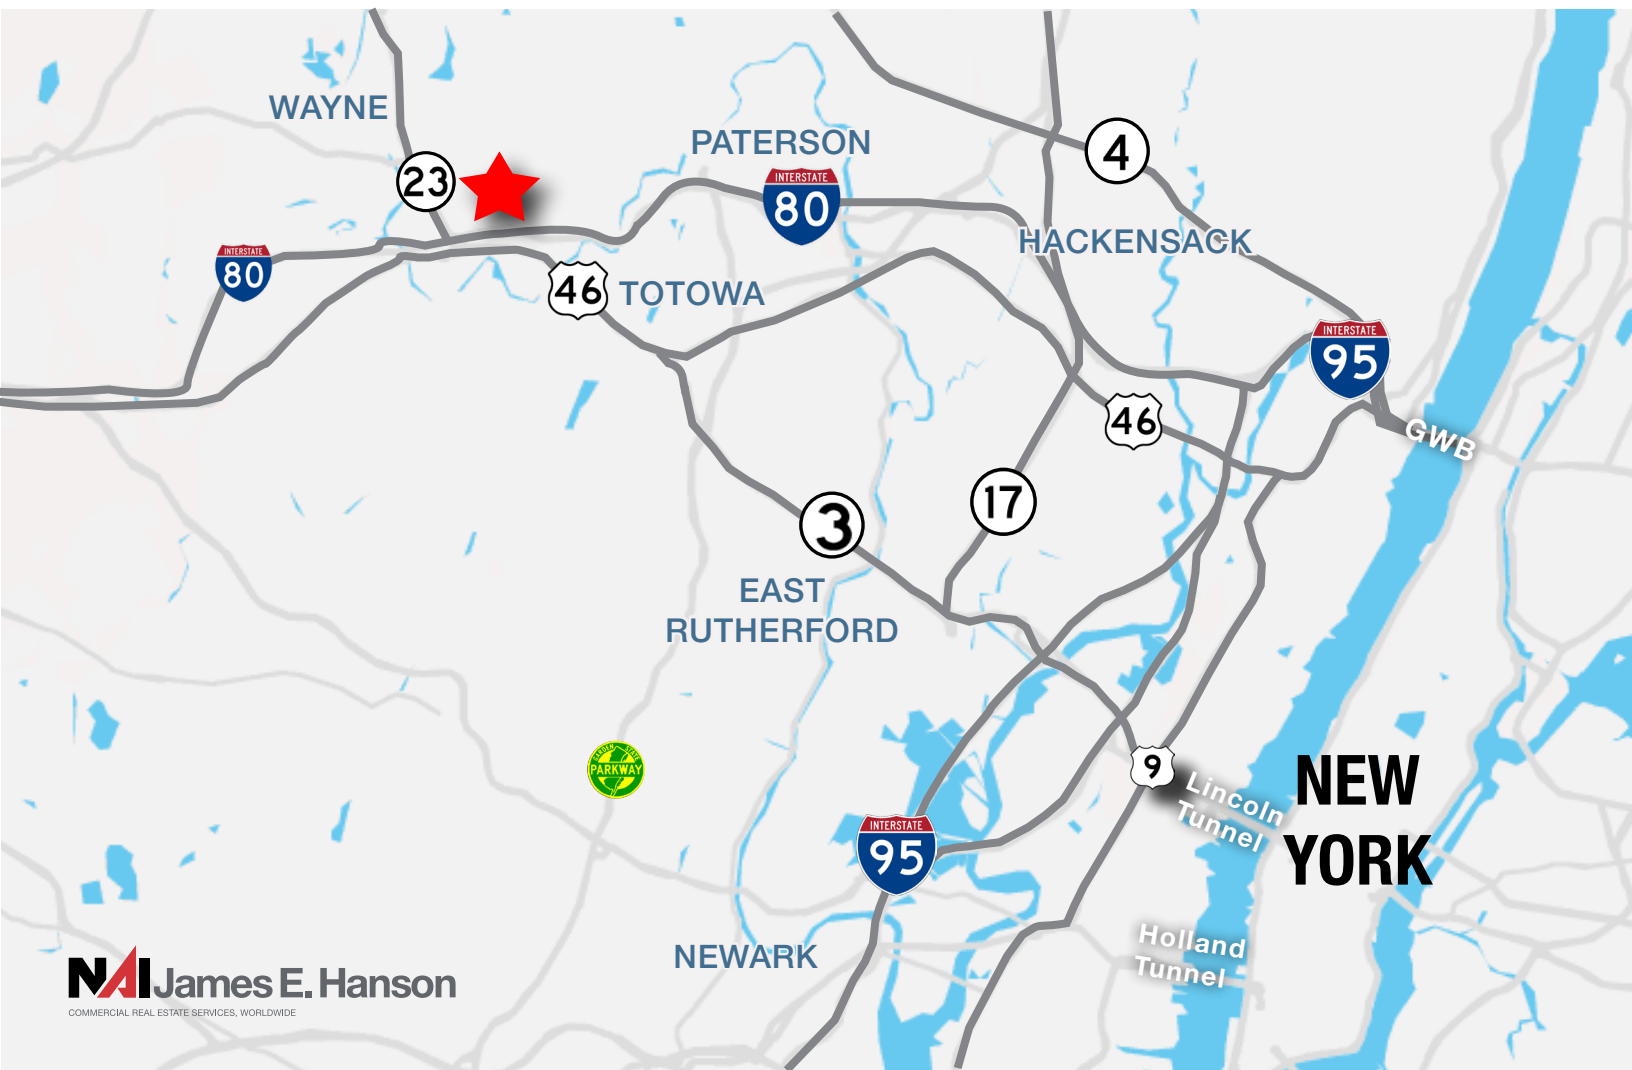 WAYNE
PATERSON
4
23
INTERSTATE
80
HACKENSACK
INTERSTATE
80
46
TOTOWA
INTERSTATE
95
46
GWB
17
3
EAST
RUTHERFORD
GARDEN STATE
PARKWAY
9
Lincoln
Tunnel
NEW
YORK
INTERSTATE
95
Holland
Tunnel
NEWARK
NAI James E. Hanson
COMMERCIAL REAL ESTATE SERVICES, WORLDWIDE